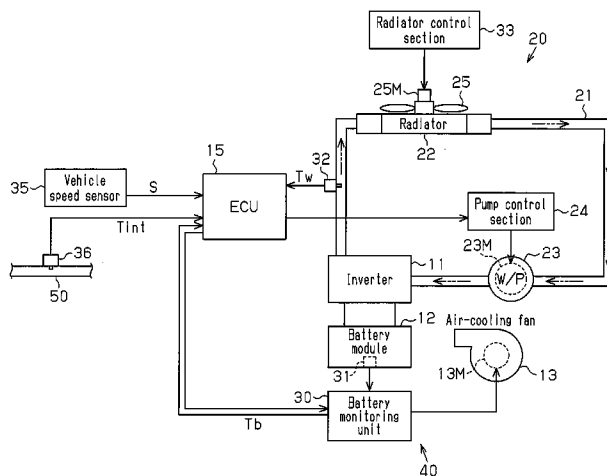 Radiator control
section
33
20
25M
25
21
Radiator
22
15
32
Tw
35
Vehicle
speed sensor
S
ECU
Pump control
section
24
Tint
36
50
11
23M
23
Inverter
W/P
12
Air-cooling fan
Battery
module
31
13M
13
30
Battery
monitoring
unit
Tb
40